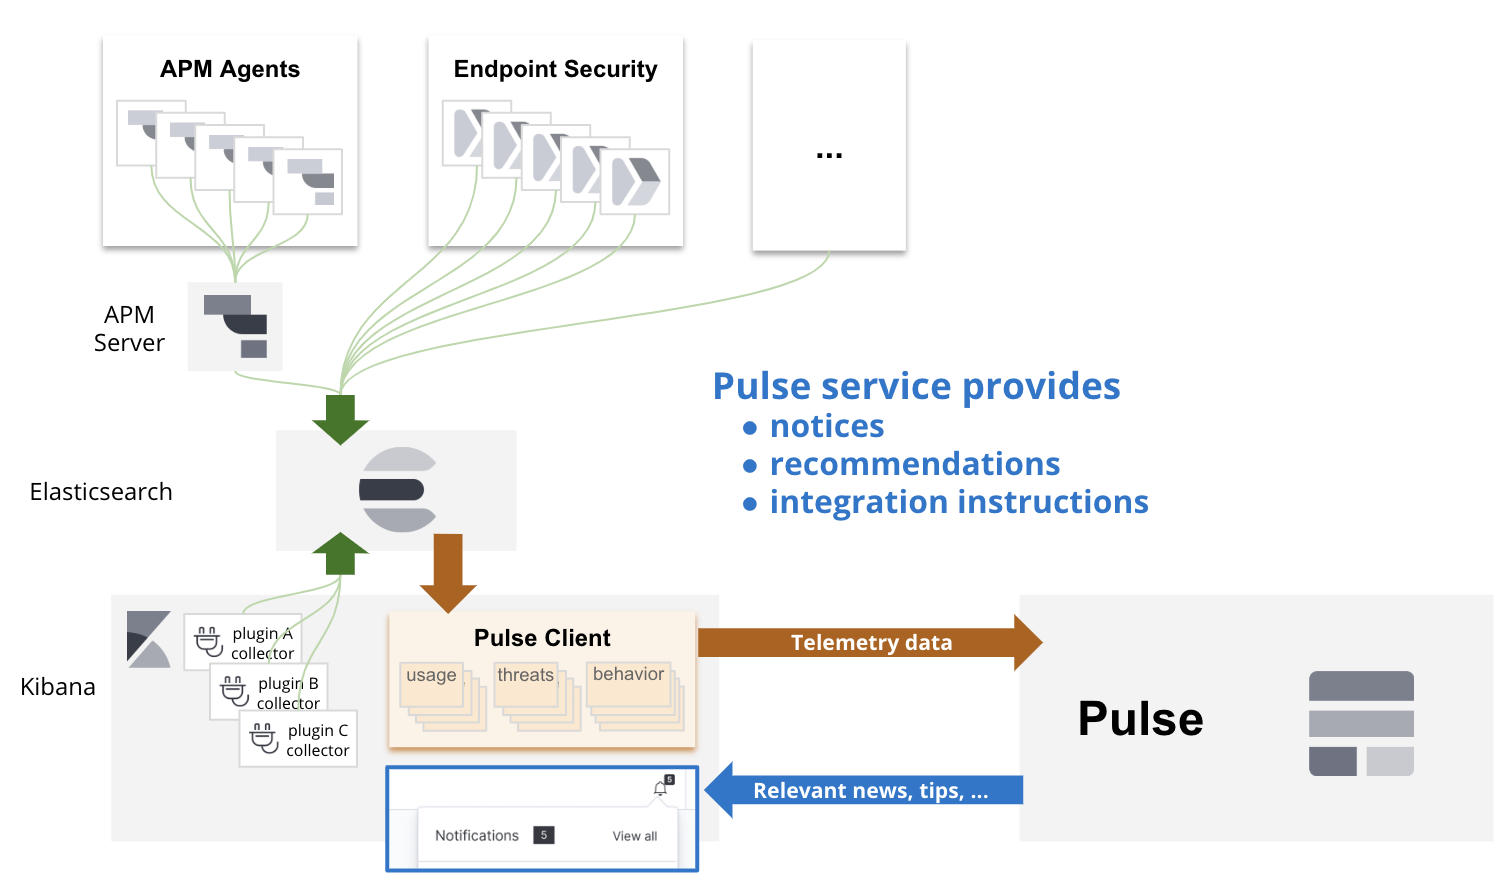 APM Agents
Endpoint Security
...
APM
Server
Pulse service provides
● notices
● recommendations
● integration instructions
Elasticsearch
Kibana
plugin A
collector
plugin B
collector
plugin C
collector
Pulse Client
usage
threats
behavior
Telemetry data
Pulse
Relevant news, tips, ...
5
Notifications 5 View all